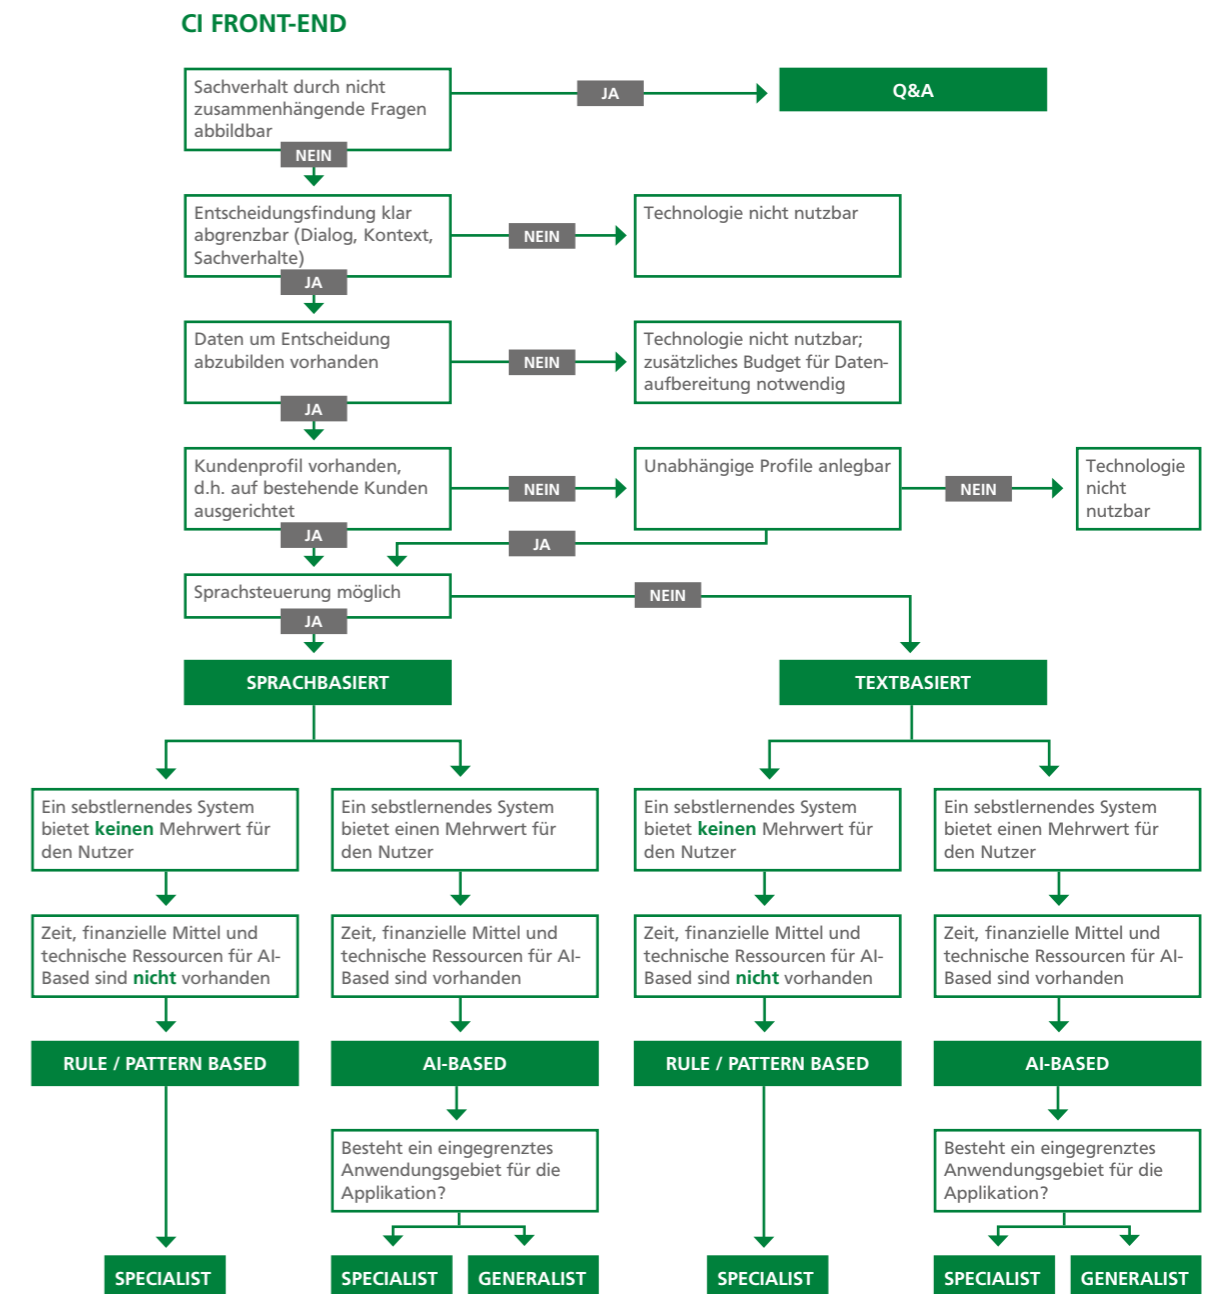 CI FRONT-END
Sachverhalt durch nicht
zusammenhängende Fragen
abbildbar
JA
Q&A
NEIN
Entscheidungsfindung klar
abgrenzbar (Dialog, Kontext,
Sachverhalte)
NEIN
Technologie nicht nutzbar
JA
Daten um Entscheidung
abzubilden vorhanden
NEIN
Technologie nicht nutzbar;
zusätzliches Budget für Daten-
aufbereitung notwendig
JA
Kundenprofil vorhanden,
d.h. auf bestehende Kunden
ausgerichtet
NEIN
Unabhängige Profile anlegbar
NEIN
Technologie
nicht
nutzbar
JA
JA
Sprachsteuerung möglich
NEIN
JA
SPRACHBASIERT
TEXTBASIERT
Ein sebstlernendes System
bietet keinen Mehrwert für
den Nutzer
Ein sebstlernendes System
bietet einen Mehrwert für
den Nutzer
Ein sebstlernendes System
bietet keinen Mehrwert für
den Nutzer
Ein sebstlernendes System
bietet einen Mehrwert für
den Nutzer
Zeit, finanzielle Mittel und
technische Ressourcen für AI-
Based sind nicht vorhanden
Zeit, finanzielle Mittel und
technische Ressourcen für AI-
Based sind vorhanden
Zeit, finanzielle Mittel und
technische Ressourcen für AI-
Based sind nicht vorhanden
Zeit, finanzielle Mittel und
technische Ressourcen für AI-
Based sind vorhanden
RULE / PATTERN BASED
AI-BASED
RULE / PATTERN BASED
AI-BASED
Besteht ein eingegrenztes
Anwendungsgebiet für die
Applikation?
Besteht ein eingegrenztes
Anwendungsgebiet für die
Applikation?
SPECIALIST
SPECIALIST
GENERALIST
SPECIALIST
SPECIALIST
GENERALIST